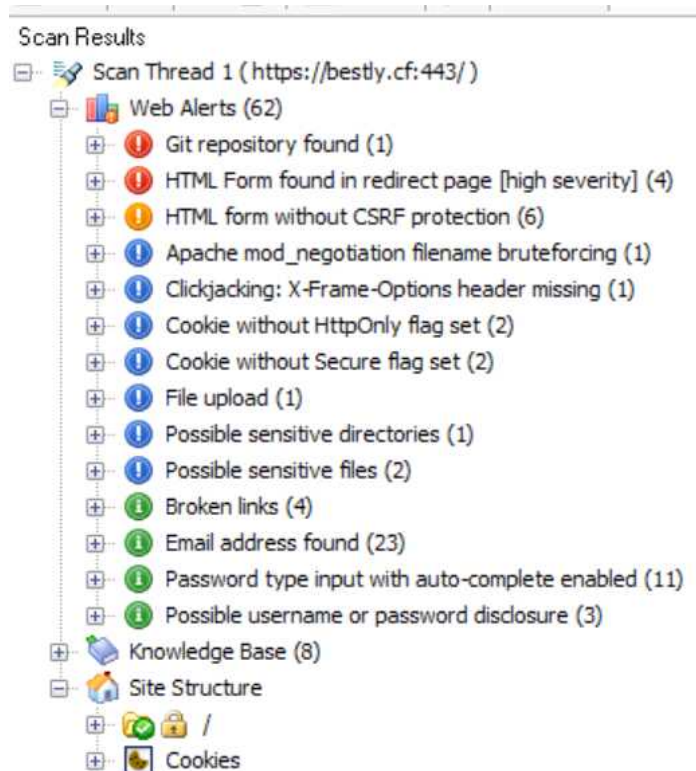 Scan Results
Scan Thread 1 ( https://bestly.cf:443/ )
Web Alerts (62)
Git repository found (1)
HTML Form found in redirect page [high severity] (4)
HTML form without CSRF protection (6)
Apache mod_negotiation filename bruteforcing (1)
Clickjacking: X-Frame-Options header missing (1)
Cookie without HttpOnly flag set (2)
Cookie without Secure flag set (2)
File upload (1)
Possible sensitive directories (1)
Possible sensitive files (2)
Broken links (4)
Email address found (23)
Password type input with auto-complete enabled (11)
Possible username or password disclosure (3)
Knowledge Base (8)
Site Structure
/
Cookies